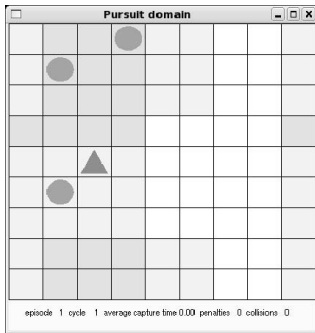 Pursuit domain
episode 1 cycle 1 average capture time 0.00 penalties 0 collisions 0